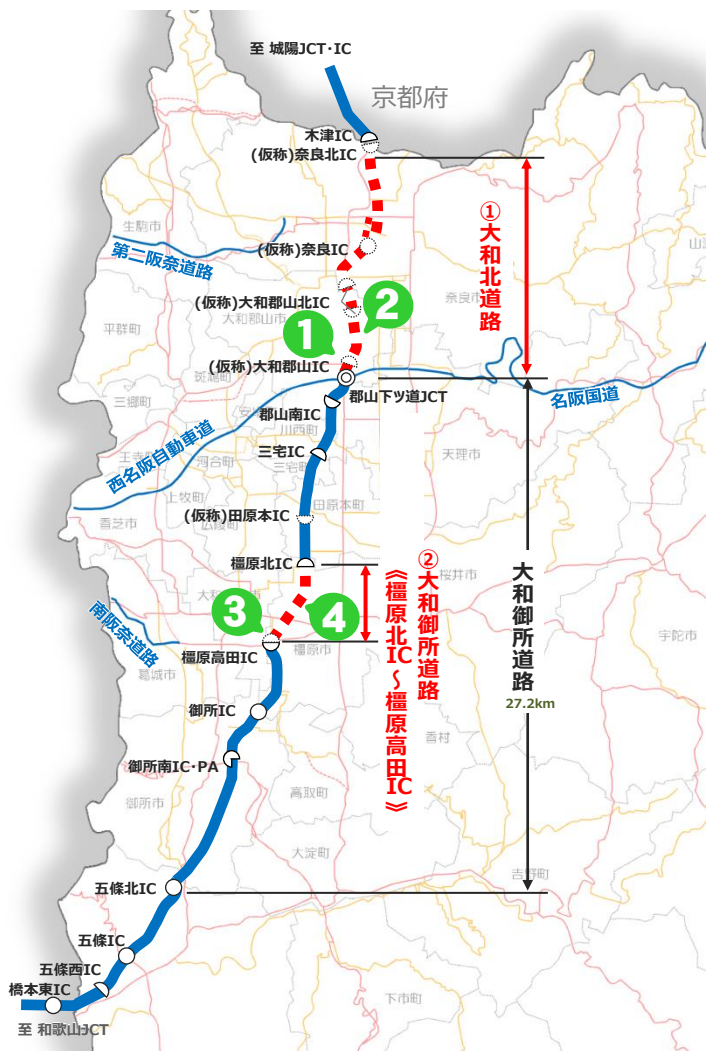 至 城陽JCT・IC
京都府
木津IC
(仮称)奈良北IC
①大和北道路
生駒市
第二阪奈道路
(仮称)奈良IC
(仮称)大和郡山北IC
奈良市
大和郡山市
平群町
1
2
(仮称)大和郡山IC
斑鳩町
郡山下ツ道JCT
名阪国道
三郷町
郡山南IC
川西町
西名阪自動車道
三宅IC
三宅町
天理市
河合町
上牧町
田原本町
(仮称)田原本IC
広陵町
香芝市
橿原北IC
②大和御所道路
《橿原北IC～橿原高田IC》
桜井市
大和御所道路
27.2km
南阪奈道路
3
4
宇陀市
橿原高田IC
橿原市
葛城市
御所IC
香村
御所南IC・PA
御所市
高取町
大淀町
吉野町
五條北IC
五條IC
五條西IC
橋本東IC
下市町
至 和歌山JCT